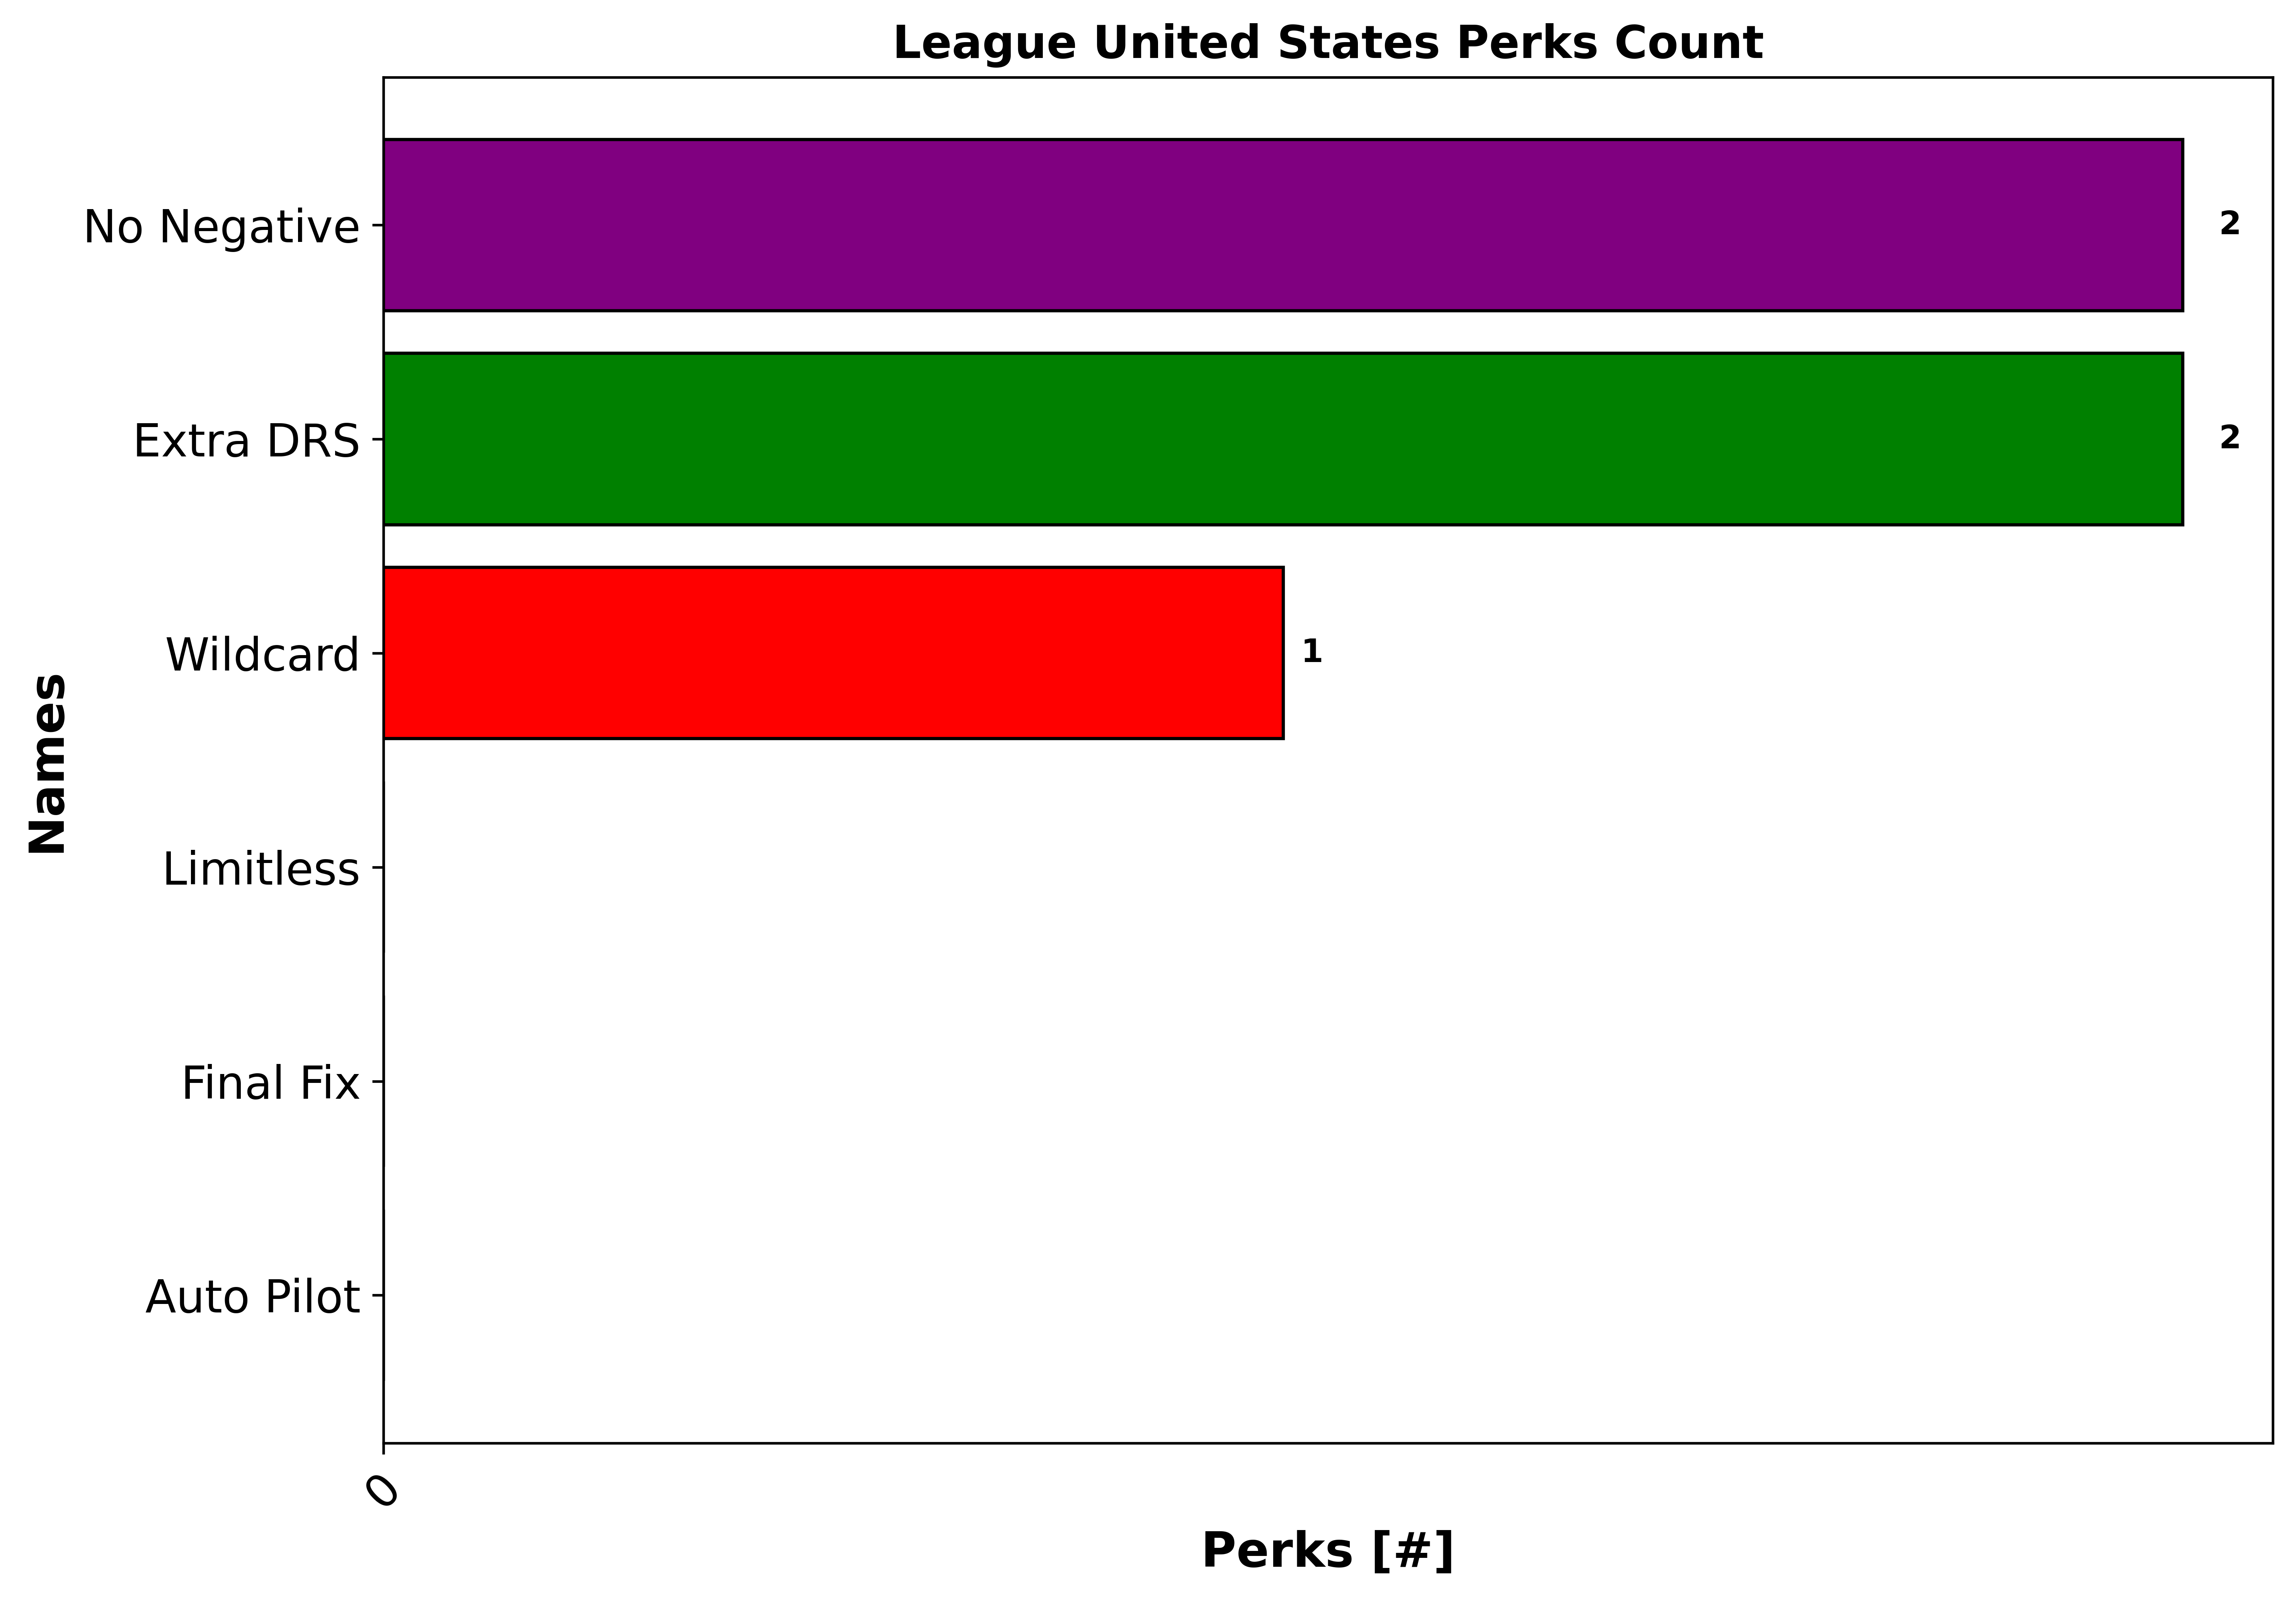 League United States Perks Count
No Negative
2
Extra DRS
2
Wildcard
1
Limitless
Final Fix
Auto Pilot
Names
0
Perks [#]